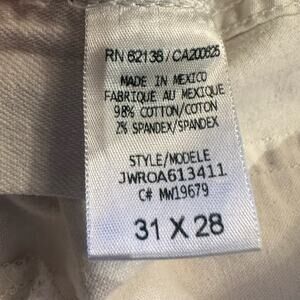 RN 62138 / CA200625
MADE IN MEXICO
FABRIQUÉ AU MEXIQUE
98% COTTON/COTON
2% SPANDEX/SPANDEX
STYLE/MODELE
JWROA613411
C# MW19679
31 X 28